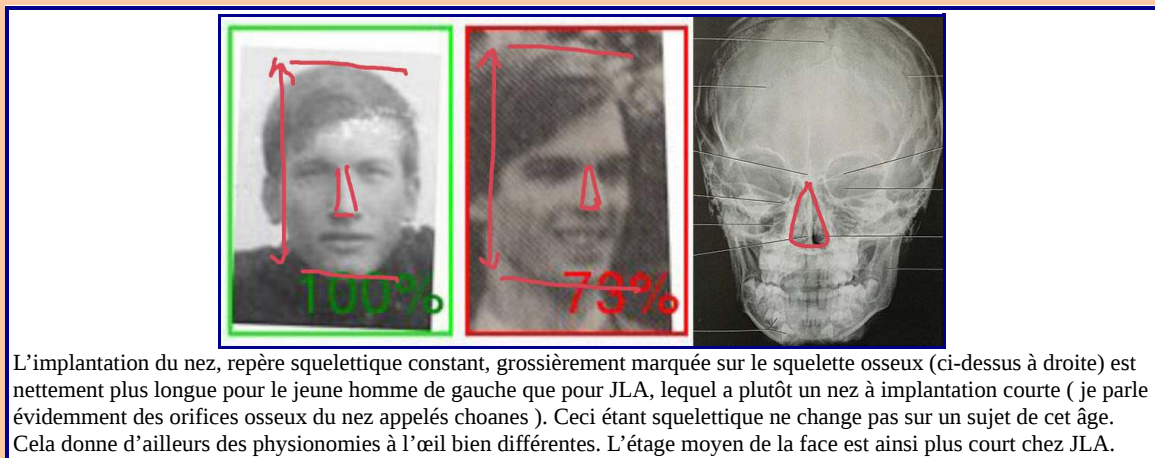 100% 73%
L’implantation du nez, repère squelettique constant, grossièrement marquée sur le squelette osseux (ci-dessus à droite) est
nettement plus longue pour le jeune homme de gauche que pour JLA, lequel a plutôt un nez à implantation courte ( je parle
évidemment des orifices osseux du nez appelés choanes ). Ceci étant squelettique ne change pas sur un sujet de cet âge.
Cela donne d’ailleurs des physionomies à l’œil bien différentes. L’étage moyen de la face est ainsi plus court chez JLA.